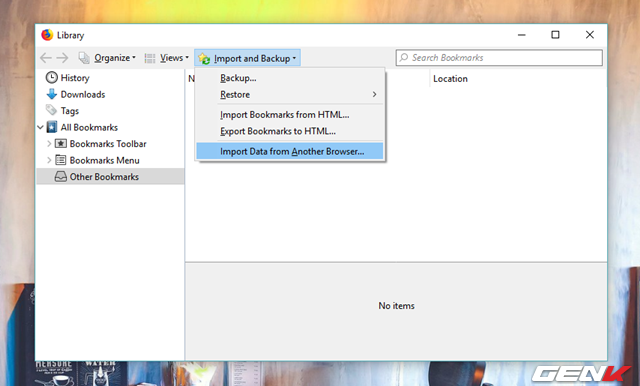 Library
Organize Views Import and Backup Search Bookmarks
History
Downloads
Tags
All Bookmarks
Bookmarks Toolbar
Bookmarks Menu
Other Bookmarks
N Location
Backup...
Restore
Import Bookmarks from HTML...
Export Bookmarks to HTML...
Import Data from Another Browser...
No items
MEASURE
WATER
GENK